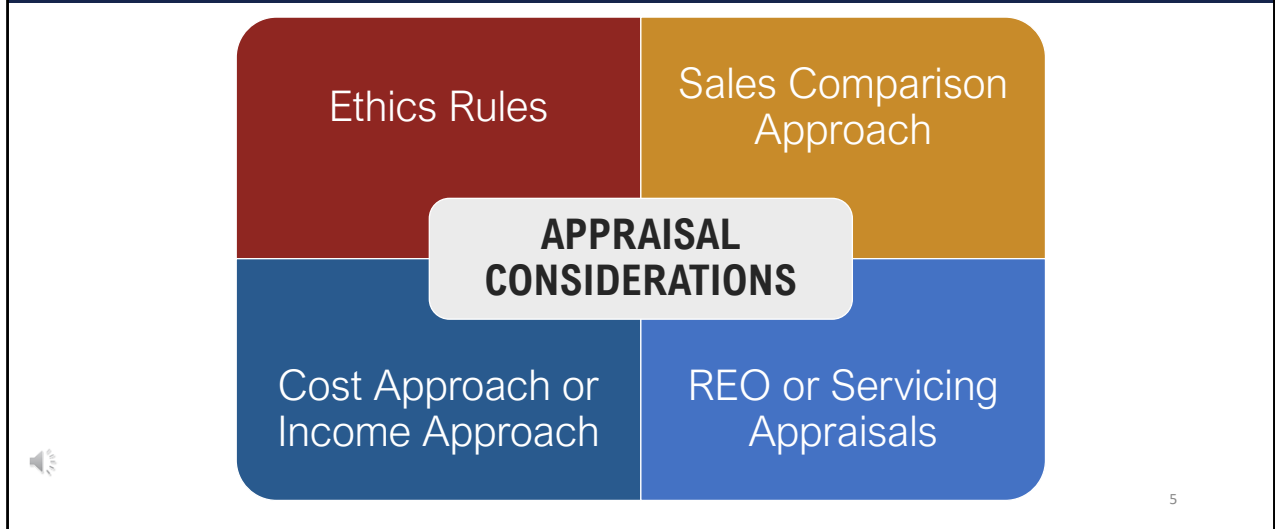 Ethics Rules
Sales Comparison
Approach
APPRAISAL
CONSIDERATIONS
Cost Approach or
Income Approach
REO or Servicing
Appraisals
5